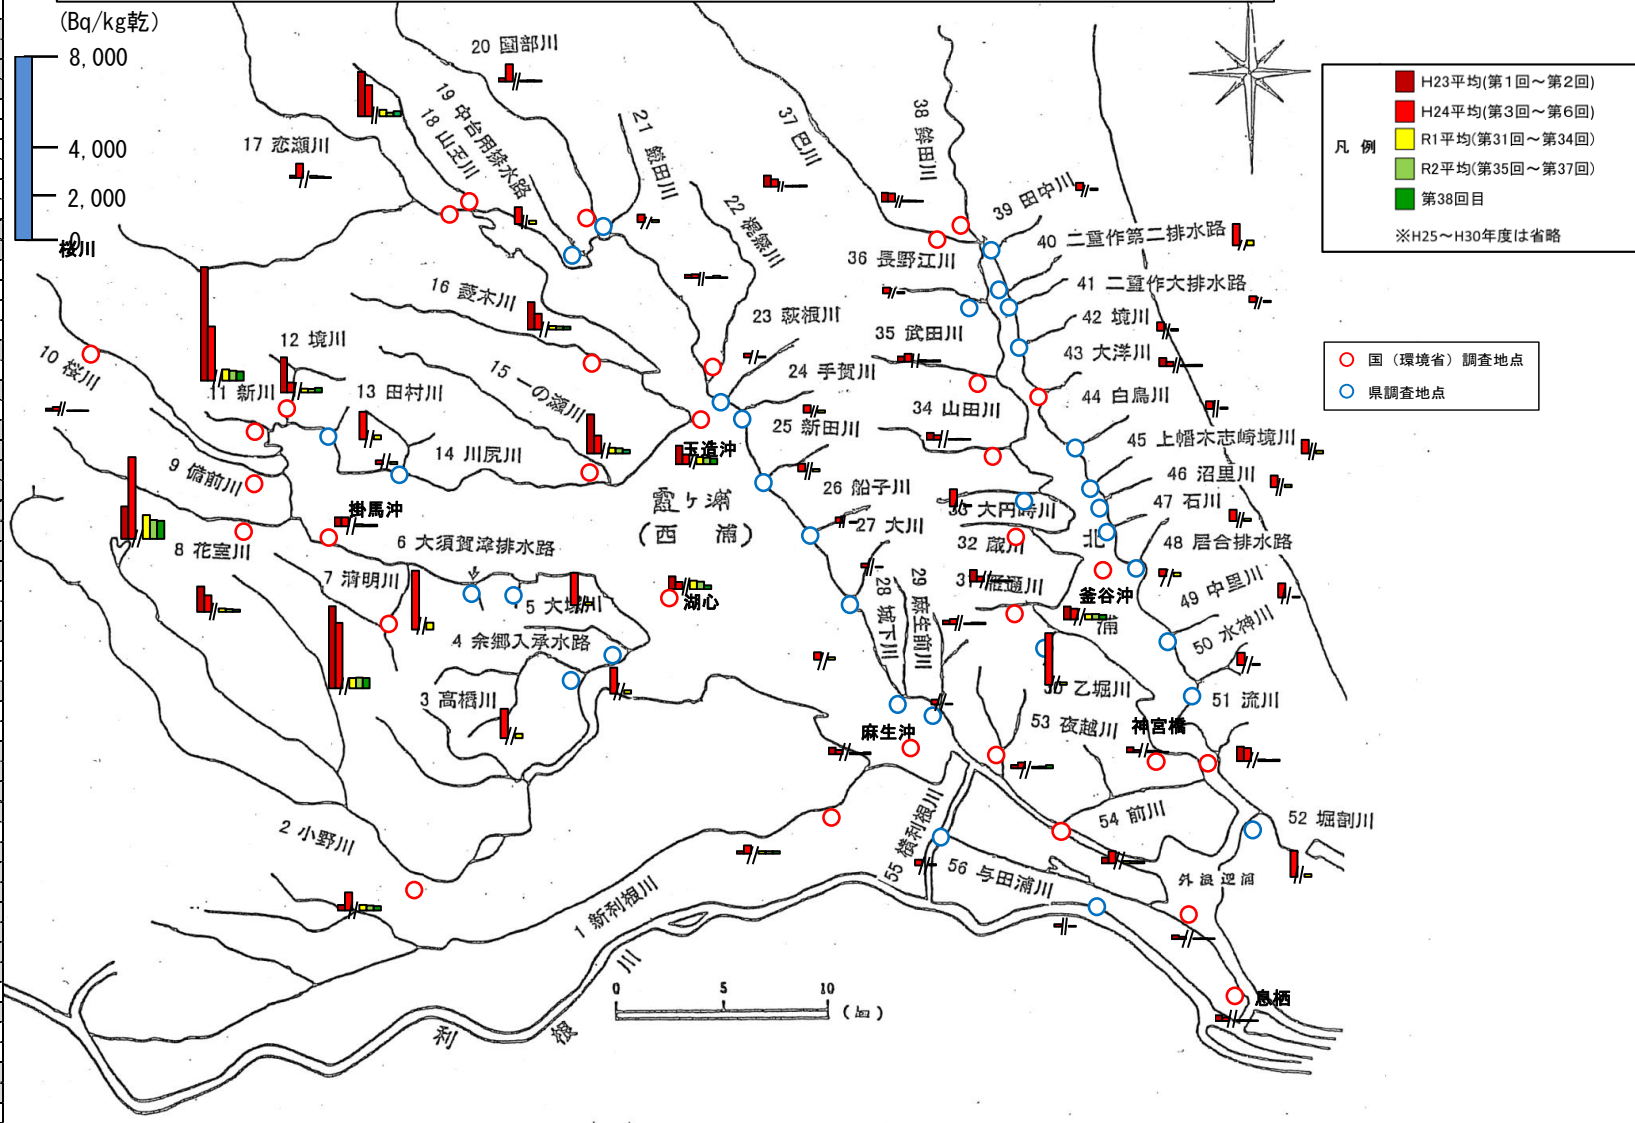 (Bq/kg乾)
8,000
4,000
2,000
0
桜川
凡 例
H23平均(第1回～第2回)
H24平均(第3回～第6回)
R1平均(第31回～第34回)
R2平均(第35回～第37回)
第38回目
※H25～H30年度は省略
国（環境省）調査地点
県調査地点
20 園部川
19 中台用排水路
18 山王川
17 恋瀬川
21 鎌田川
22 梶無川
37 巴川
38 鉾田川
39 田中川
40 二重作第二排水路
36 長野江川
41 二重作大排水路
16 菱木川
23 萩根川
35 武田川
42 境川
43 大洋川
12 境川
10 桜川
11 新川
13 田村川
15 一の瀬川
24 手賀川
34 山田川
44 白鳥川
25 新田川
45 上幡木志崎境川
14 川尻川
玉造沖
9 備前川
46 沼里川
26 船子川
霞ヶ浦
(西 浦)
掛馬沖
47 石川
大円時川
27 大川
32 蔵川
北
48 居合排水路
6 大須賀津排水路
8 花室川
7 清明川
雁通川
49 中里川
釜谷沖
浦
5 大塚川
湖心
28 城下川
29 麻生前川
50 水神川
4 余郷入承水路
3 高橋川
乙堀川
51 流川
53 夜越川
神宮橋
麻生沖
2 小野川
54 前川
52 堀割川
55 横利根川
56 与田浦川
外浪逆浦
1 新利根川
利
根
川
0 5 10
(㎞)
息栖